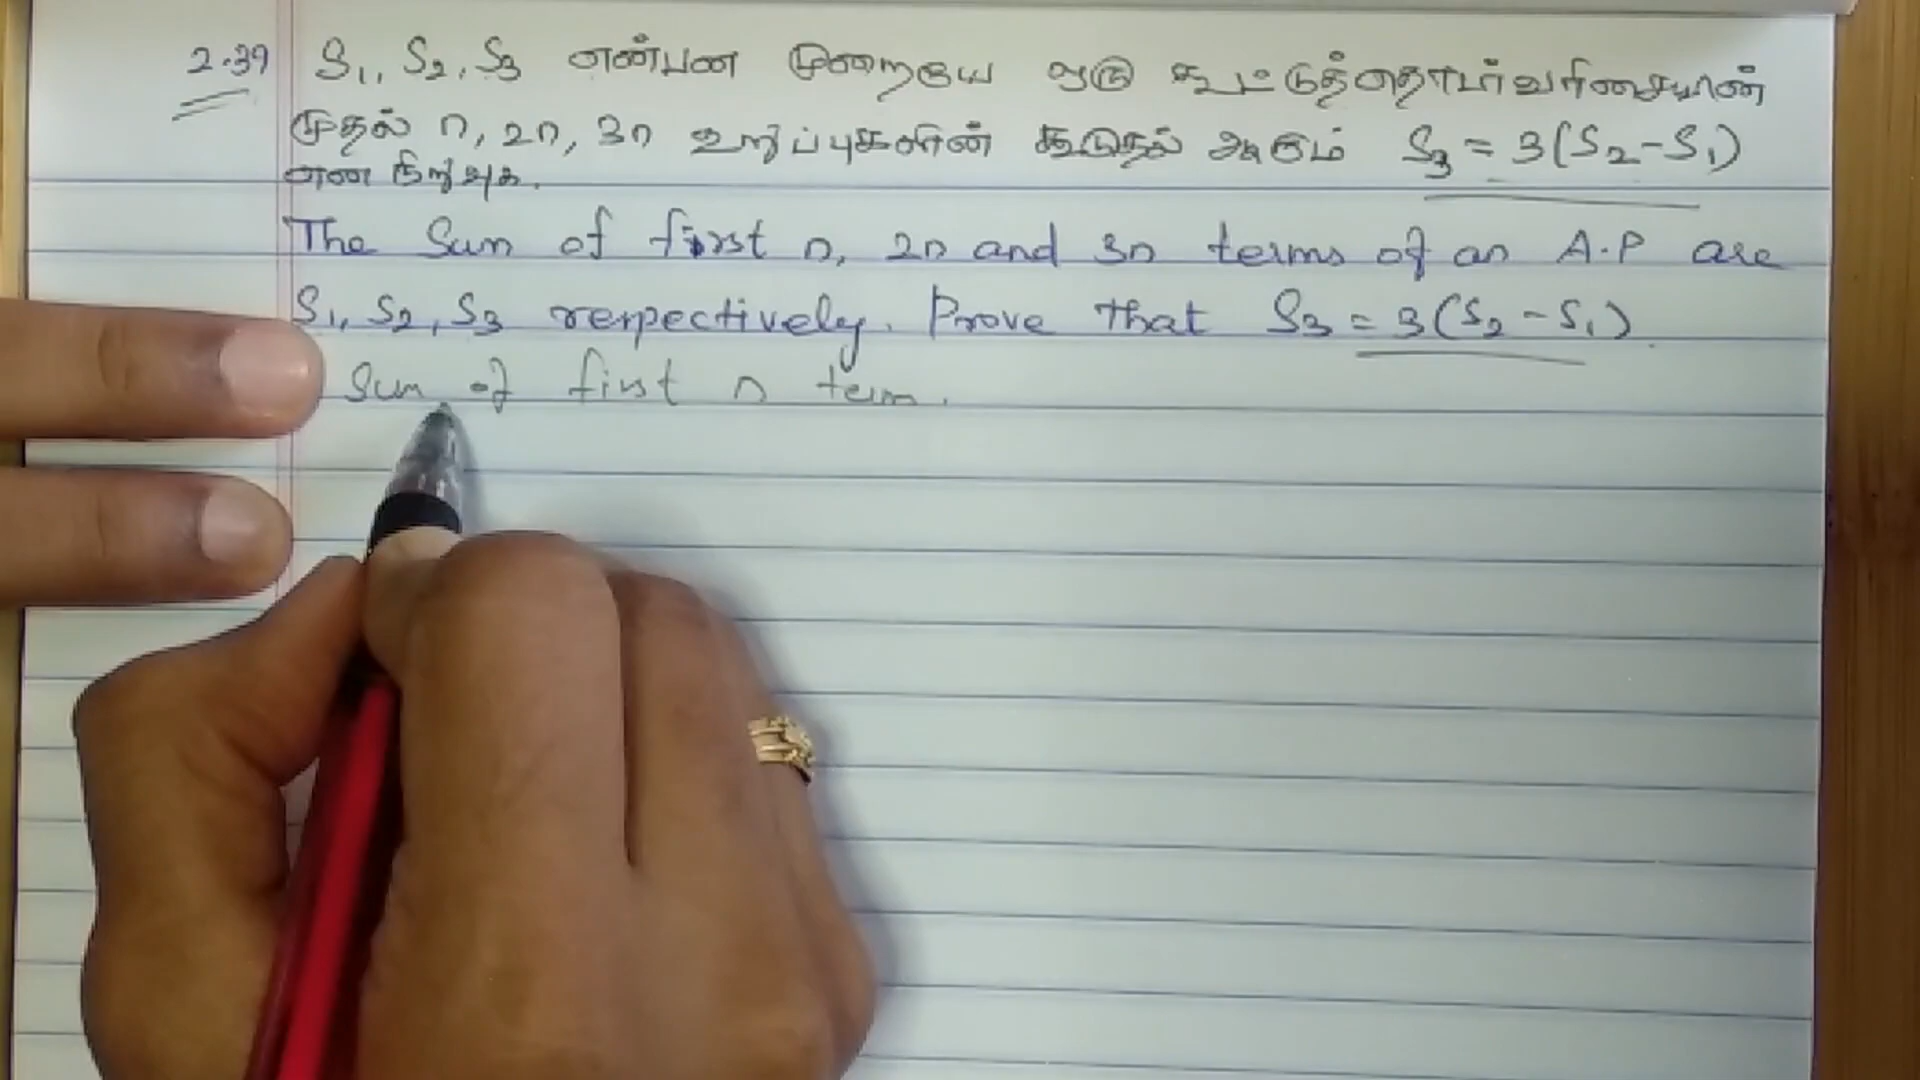 2.39 S1, S2, S3 என்பன முறையே ஒரு கூட்டுத்தொடர்வரிசையின்
முதல் n, 2n, 3n உறுப்புகளின் கூடுதல் ஆகும் S3 = 3(S2-S1)
என நிறுவுக.
The Sum of first n, 2n and 3n terms of an A.P are
S1, S2, S3 respectively. Prove that S3 = 3(S2-S1).
Sum of first n term.